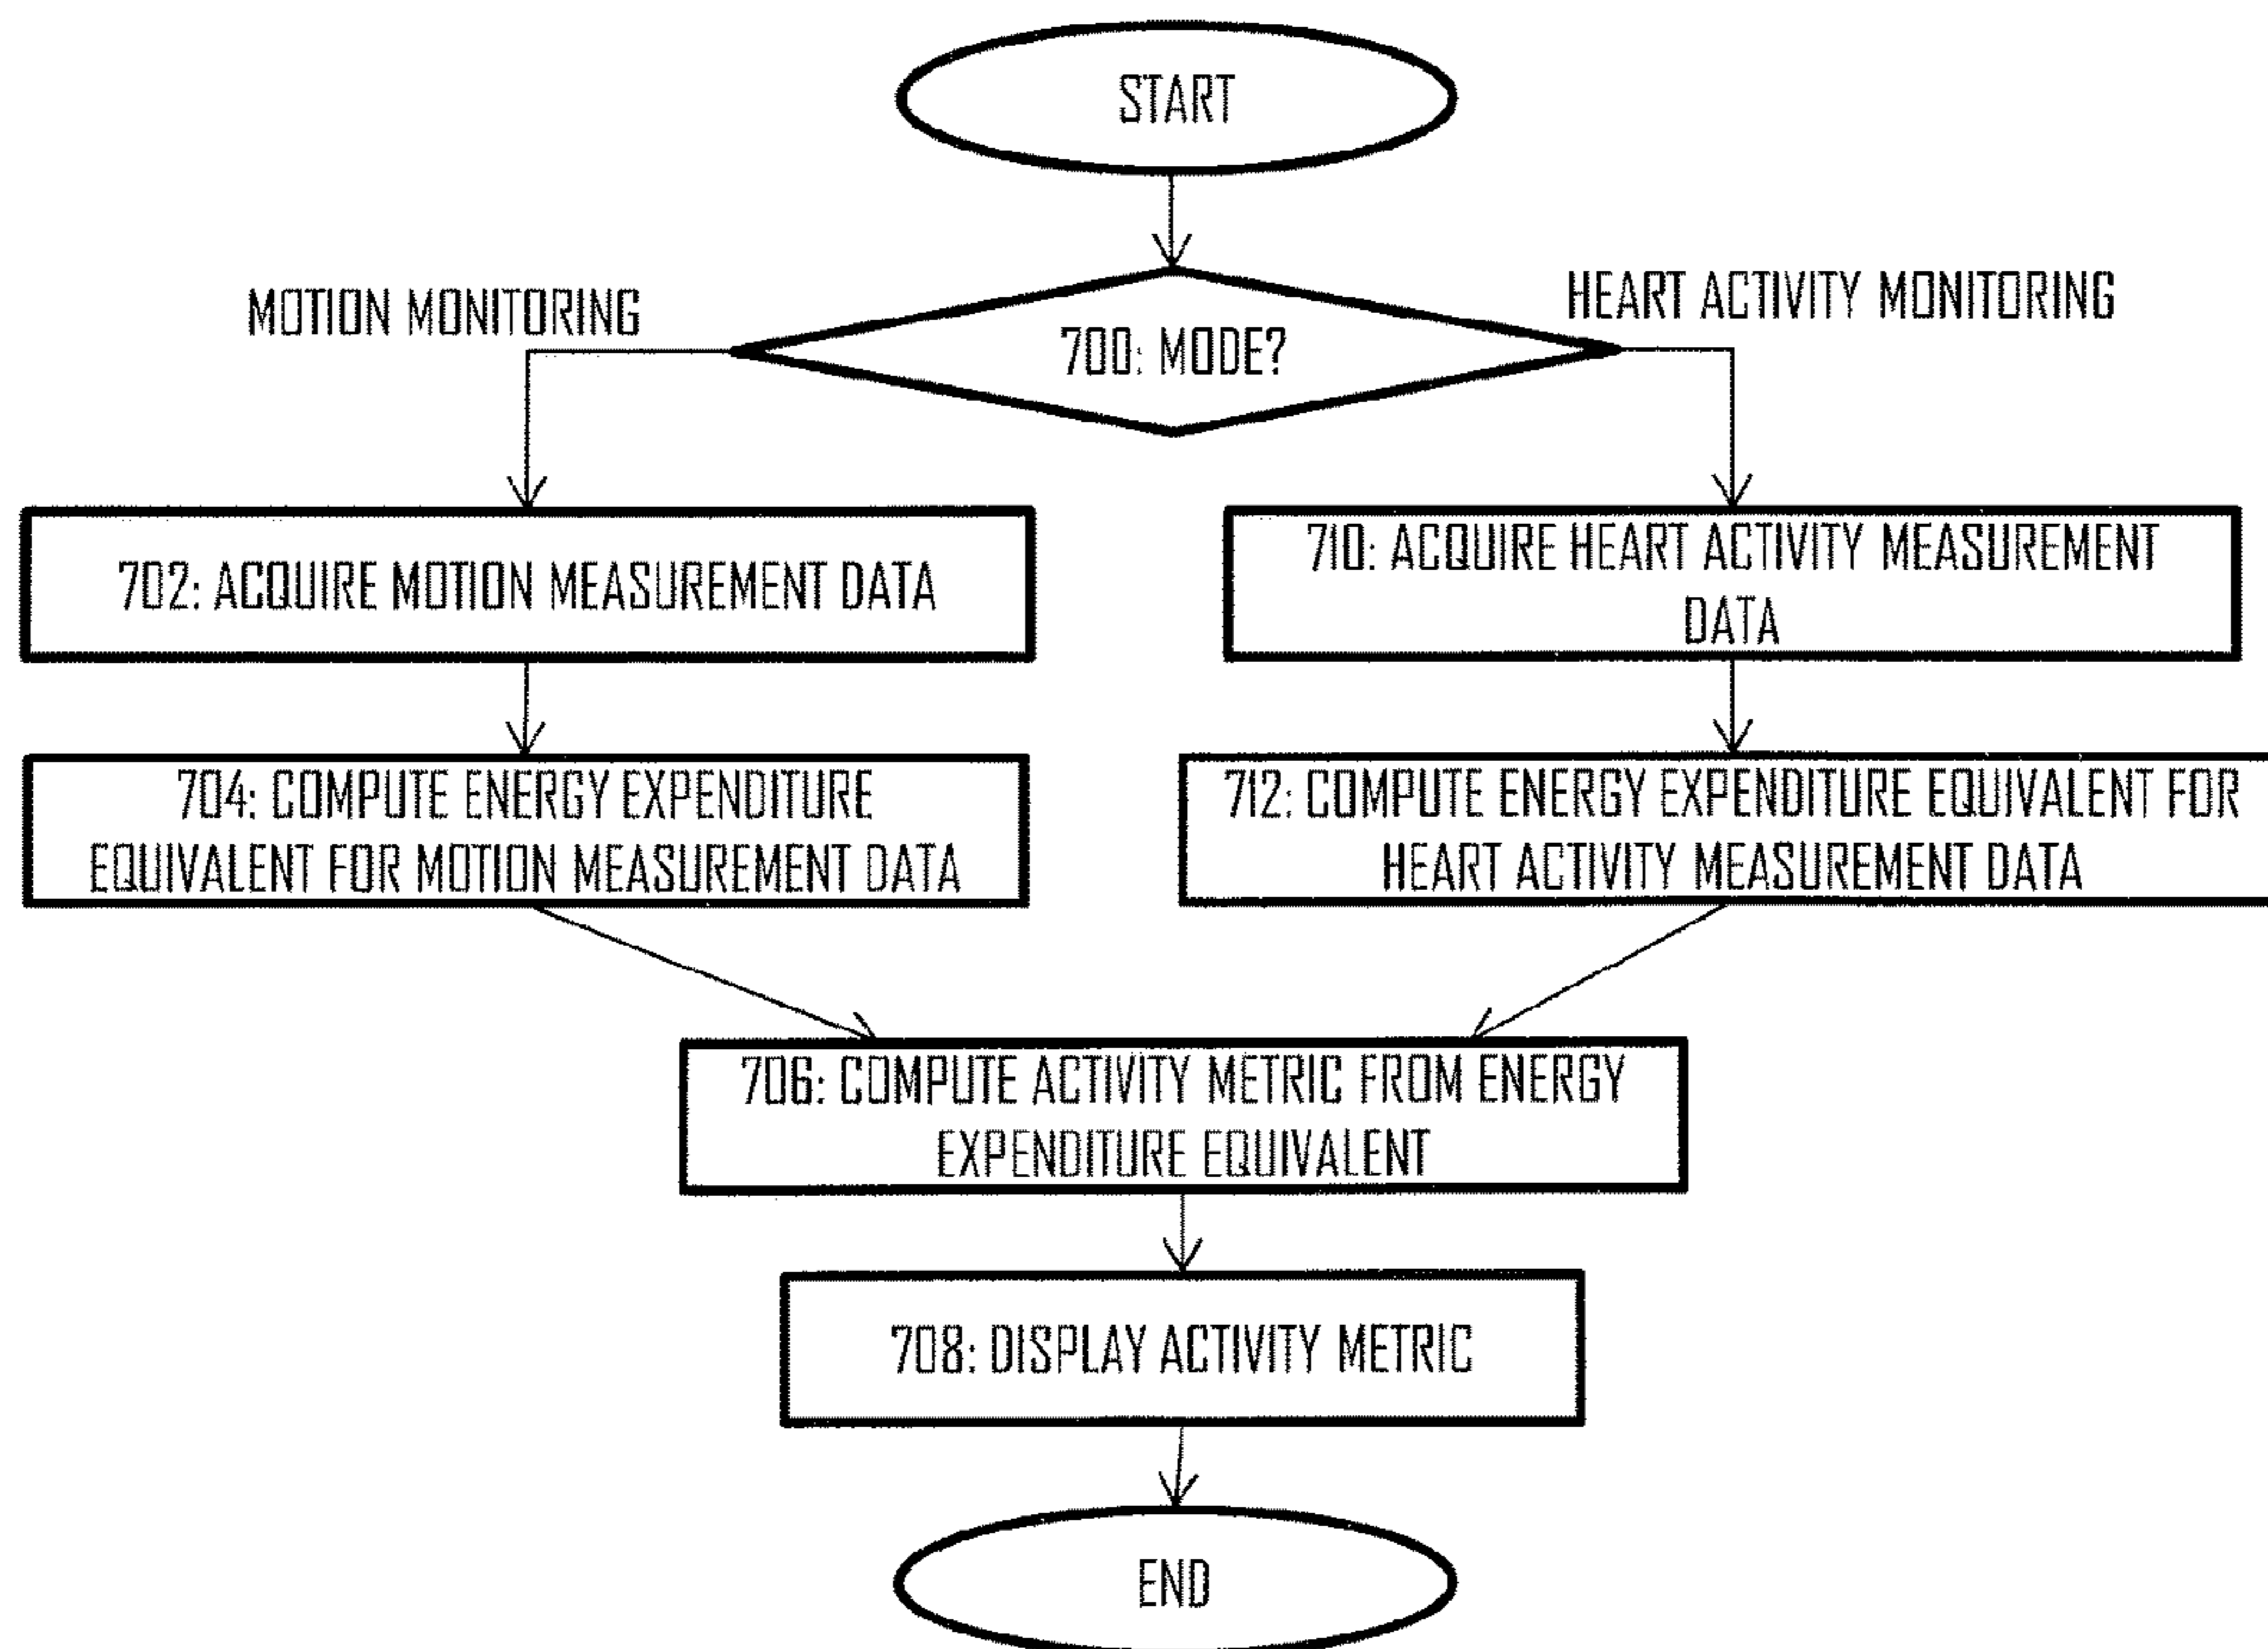 START
MOTION MONITORING
HEART ACTIVITY MONITORING
700: MODE?
702: ACQUIRE MOTION MEASUREMENT DATA
710: ACQUIRE HEART ACTIVITY MEASUREMENT
DATA
704: COMPUTE ENERGY EXPENDITURE
EQUIVALENT FOR MOTION MEASUREMENT DATA
712: COMPUTE ENERGY EXPENDITURE EQUIVALENT FOR
HEART ACTIVITY MEASUREMENT DATA
706: COMPUTE ACTIVITY METRIC FROM ENERGY
EXPENDITURE EQUIVALENT
708: DISPLAY ACTIVITY METRIC
END